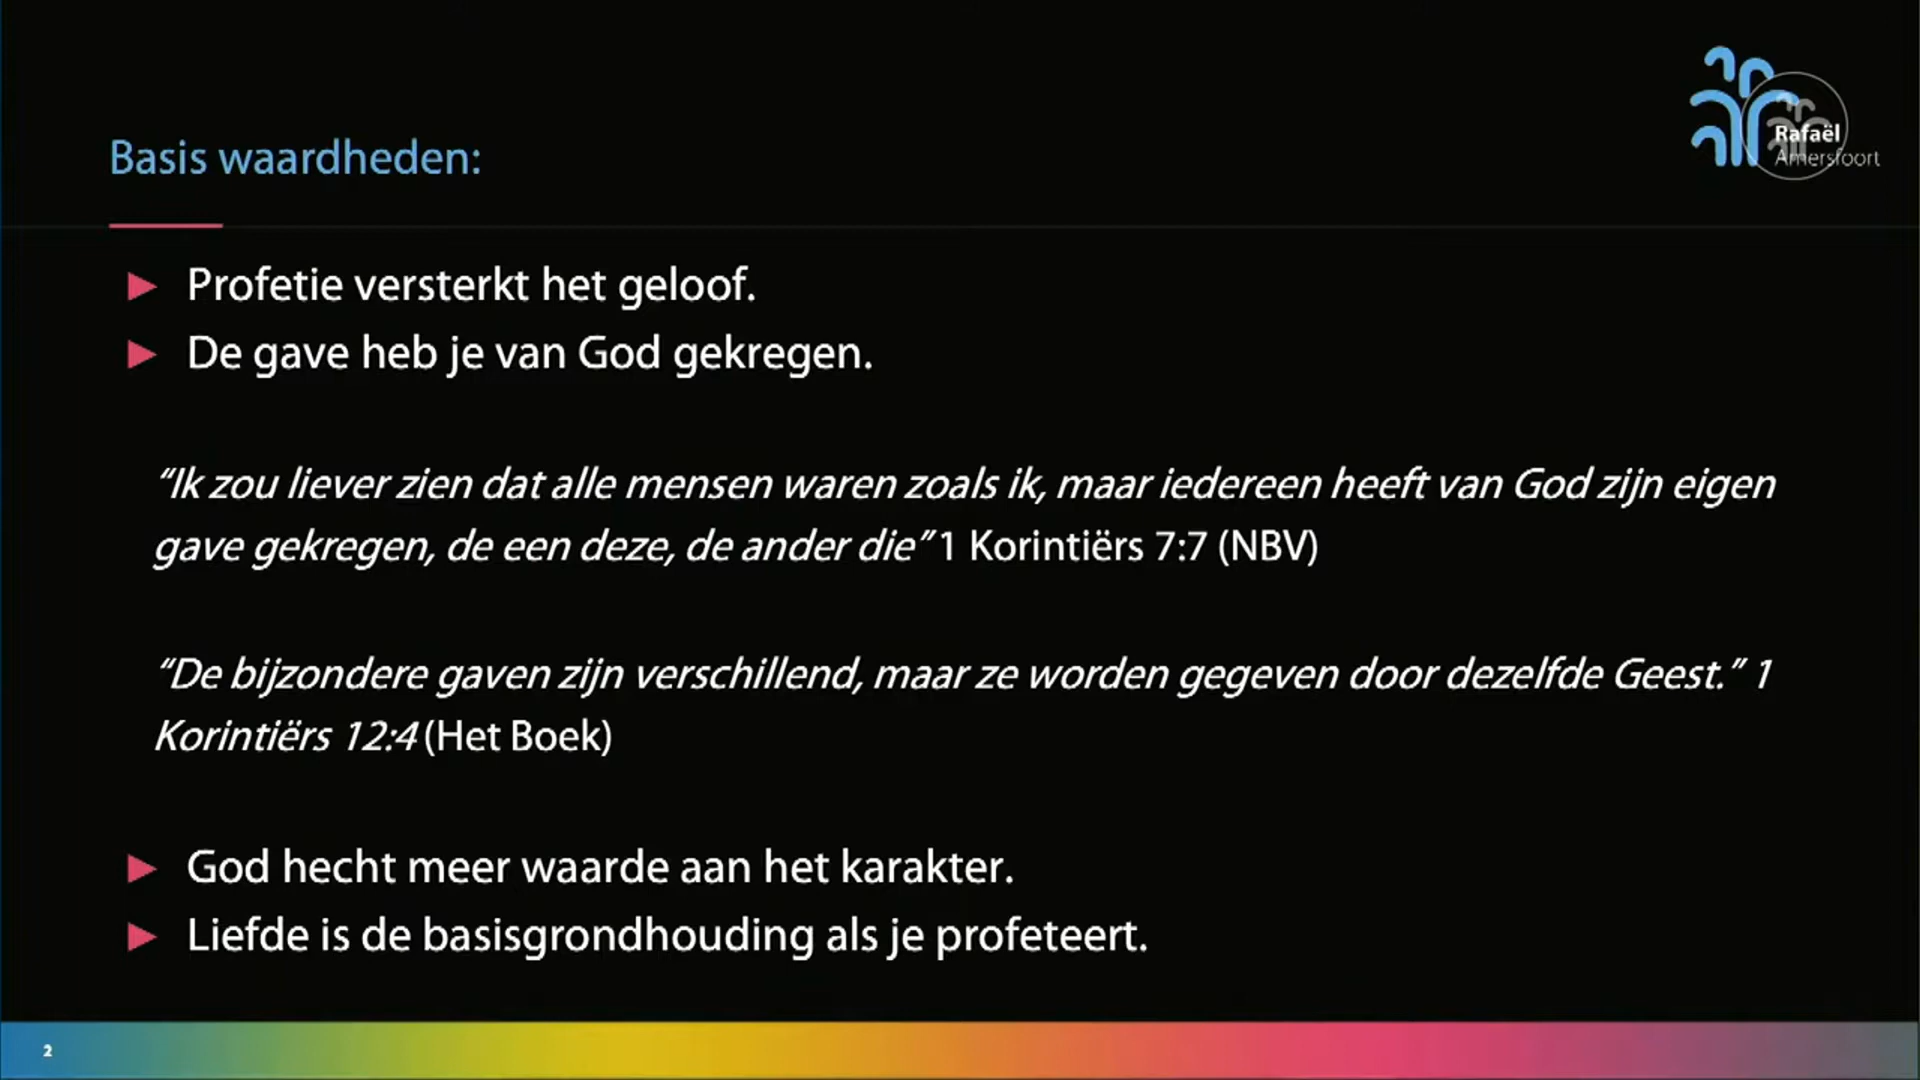 Rafaël
Amersfoort
Basis waardheden:
► Profetie versterkt het geloof.
► De gave heb je van God gekregen.
“Ik zou liever zien dat alle mensen waren zoals ik, maar iedereen heeft van God zijn eigen
gave gekregen, de een deze, de ander die” 1 Korintiërs 7:7 (NBV)
“De bijzondere gaven zijn verschillend, maar ze worden gegeven door dezelfde Geest.” 1
Korintiërs 12:4 (Het Boek)
► God hecht meer waarde aan het karakter.
► Liefde is de basisgrondhouding als je profeteert.
2